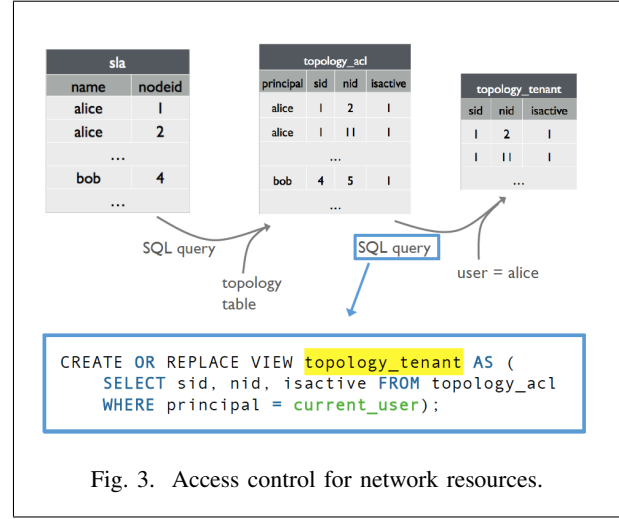 sla
name nodeid
alice 1
alice 2
...
bob 4
...
topology_acl
principal sid nid isactive
alice 1 2 1
alice 1 11 1
...
bob 4 5 1
...
topology_tenant
sid nid isactive
1 2 1
1 11 1
...
SQL query
topology
table
SQL query
user = alice
CREATE OR REPLACE VIEW topology_tenant AS (
SELECT sid, nid, isactive FROM topology_acl
WHERE principal = current_user);
Fig. 3. Access control for network resources.